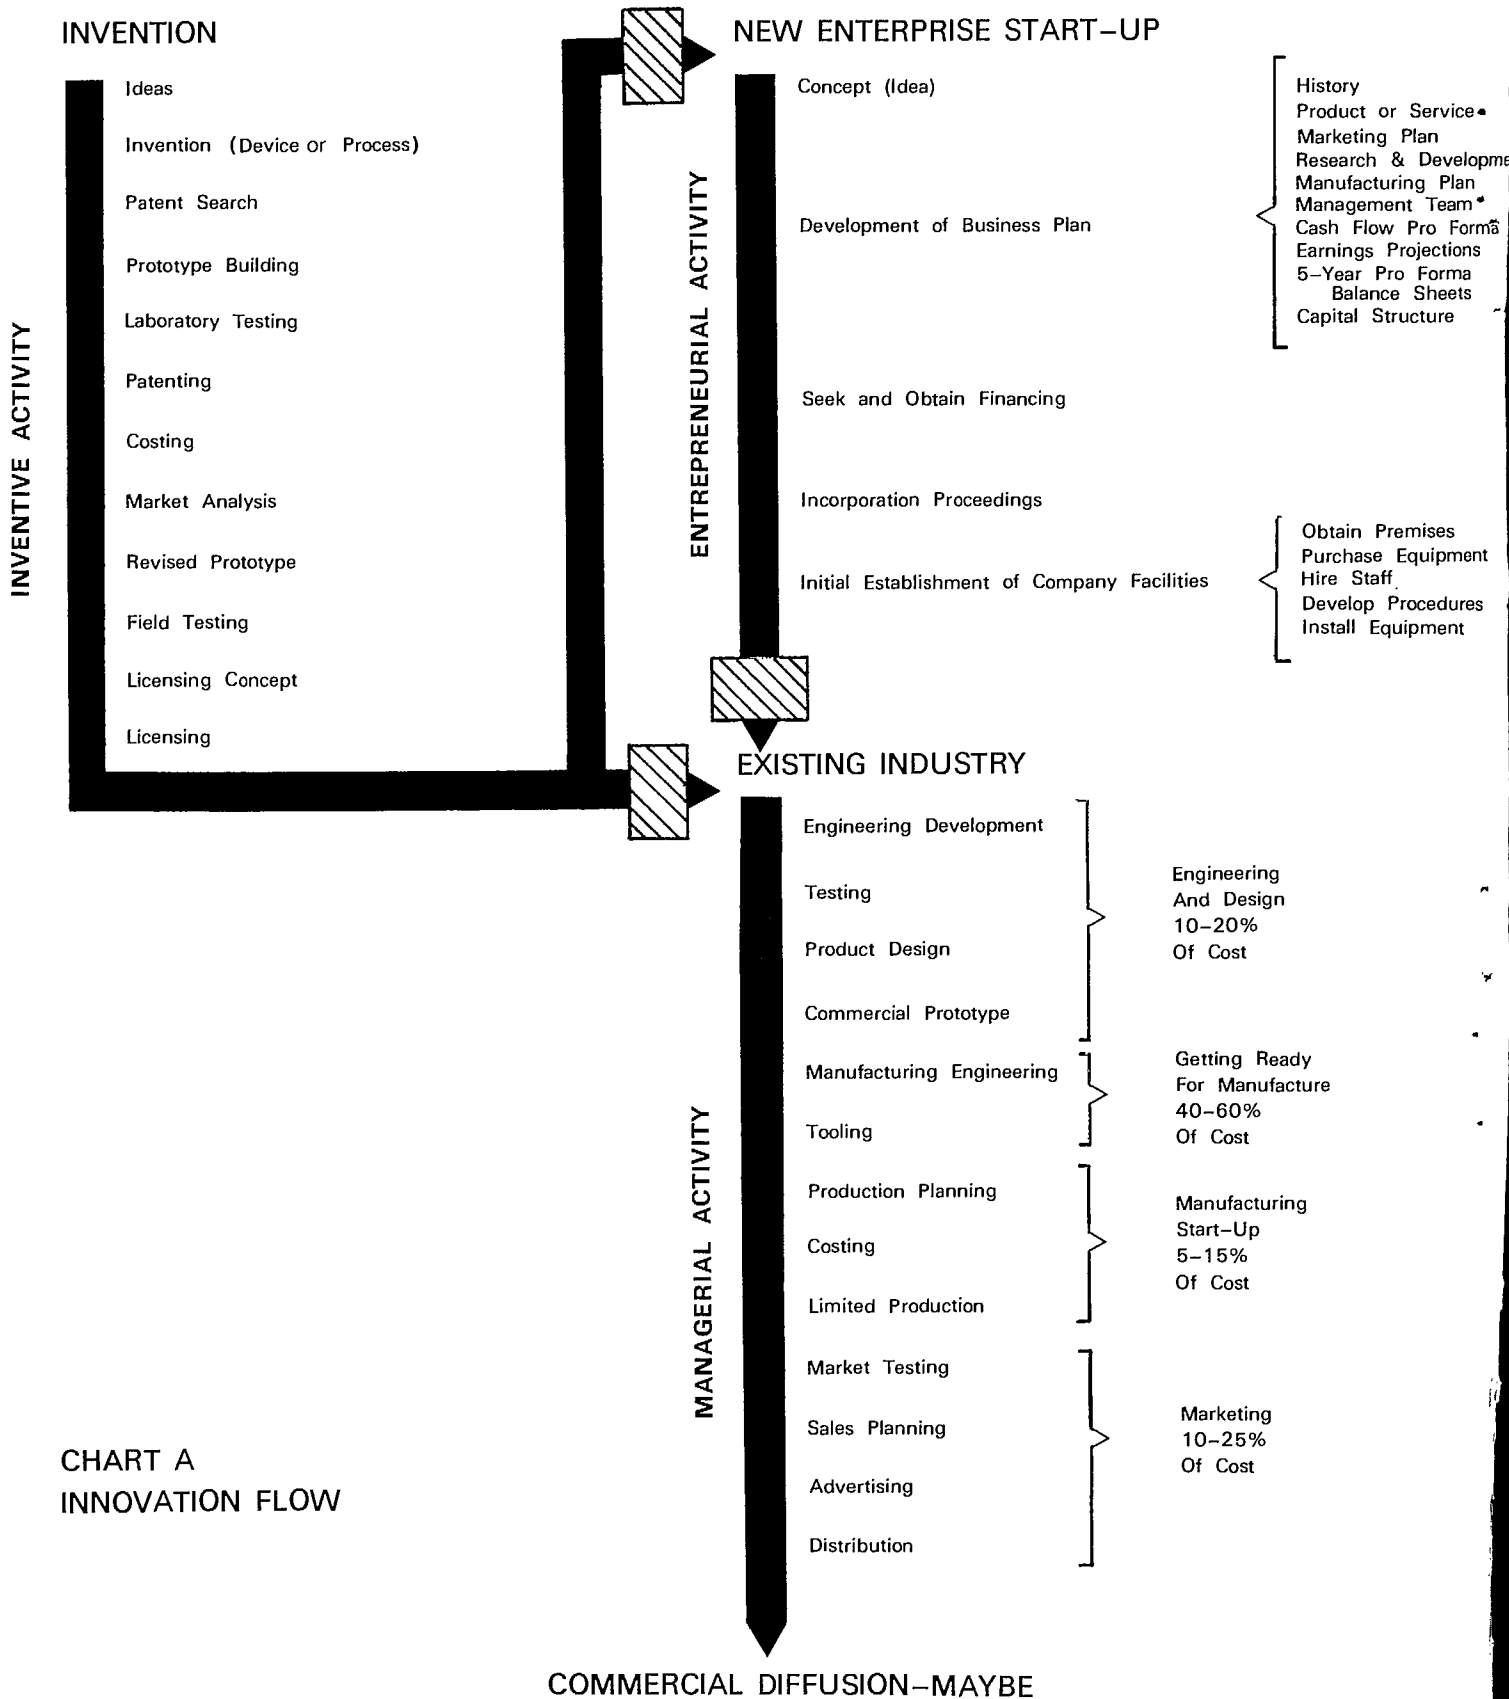 INVENTION
Ideas
Invention (Device or Process)
Patent Search
Prototype Building
Laboratory Testing
Patenting
Costing
Market Analysis
Revised Prototype
Field Testing
Licensing Concept
Licensing
INVENTIVE ACTIVITY
NEW ENTERPRISE START-UP
Concept (Idea)
Development of Business Plan
History
Product or Service
Marketing Plan
Research &
Manufacturing Plan
Management Team
Cash Flow Pro Forma
Earnings Projections
5-Year Pro Forma
Balance Sheets
Capital Structure
Seek and Obtain Financing
Incorporation Proceedings
Initial Establishment of Company Facilities
Obtain Premises
Purchase Equipment
Hire Staff
Develop Procedures
Install Equipment
ENTREPRENEURIAL ACTIVITY
EXISTING INDUSTRY
Engineering Development
Testing
Product Design
Commercial Prototype
Engineering
And Design
10-20%
Of Cost
Manufacturing Engineering
Tooling
Getting Ready
For Manufacture
40-60%
Of Cost
Production Planning
Costing
Limited Production
Manufacturing
Start-Up
5-15%
Of Cost
Market Testing
Sales Planning
Advertising
Distribution
Marketing
10-25%
Of Cost
MANAGERIAL ACTIVITY
CHART A
INNOVATION FLOW
COMMERCIAL DIFFUSION-MAYBE